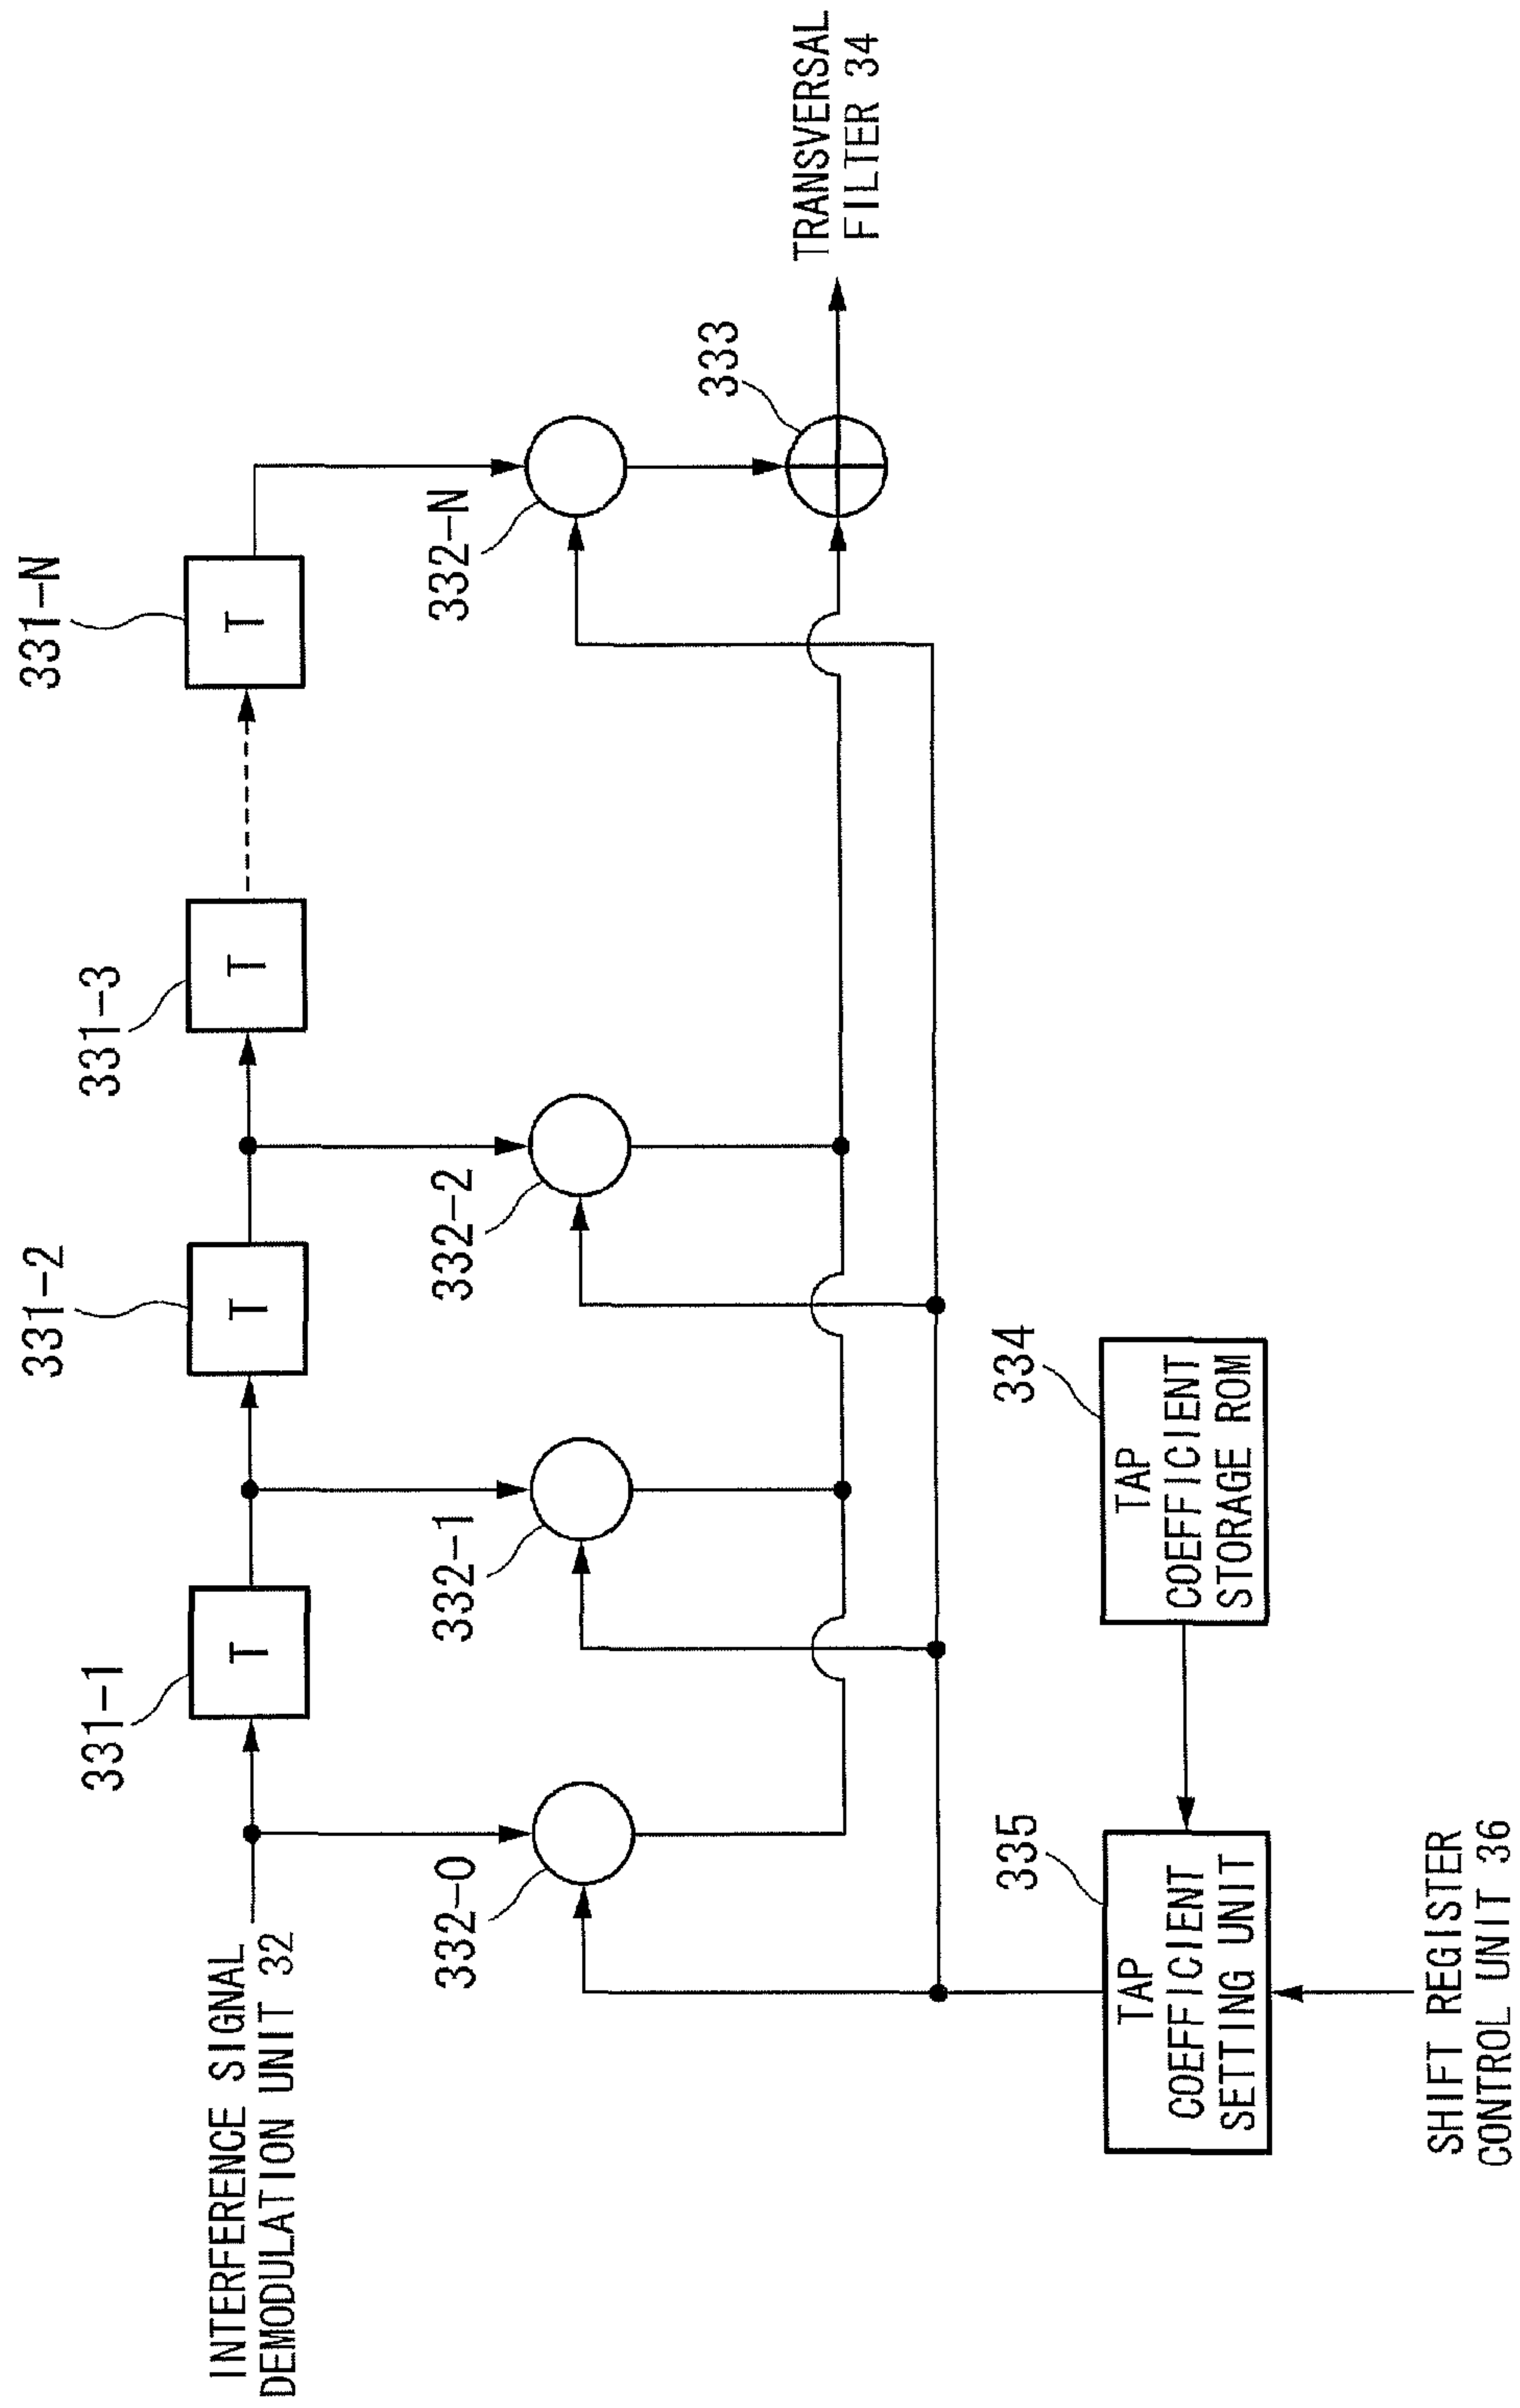 331-1
331-2
331-3
331-N
T
T
T
T
INTERFERENCE SIGNAL
DEMODULATION UNIT 32
332-0
332-1
332-2
332-N
333
TRANSVERSAL
FILTER 34
335
334
TAP
COEFFICIENT
SETTING UNIT
TAP
COEFFICIENT
STORAGE ROM
SHIFT REGISTER
CONTROL UNIT 36